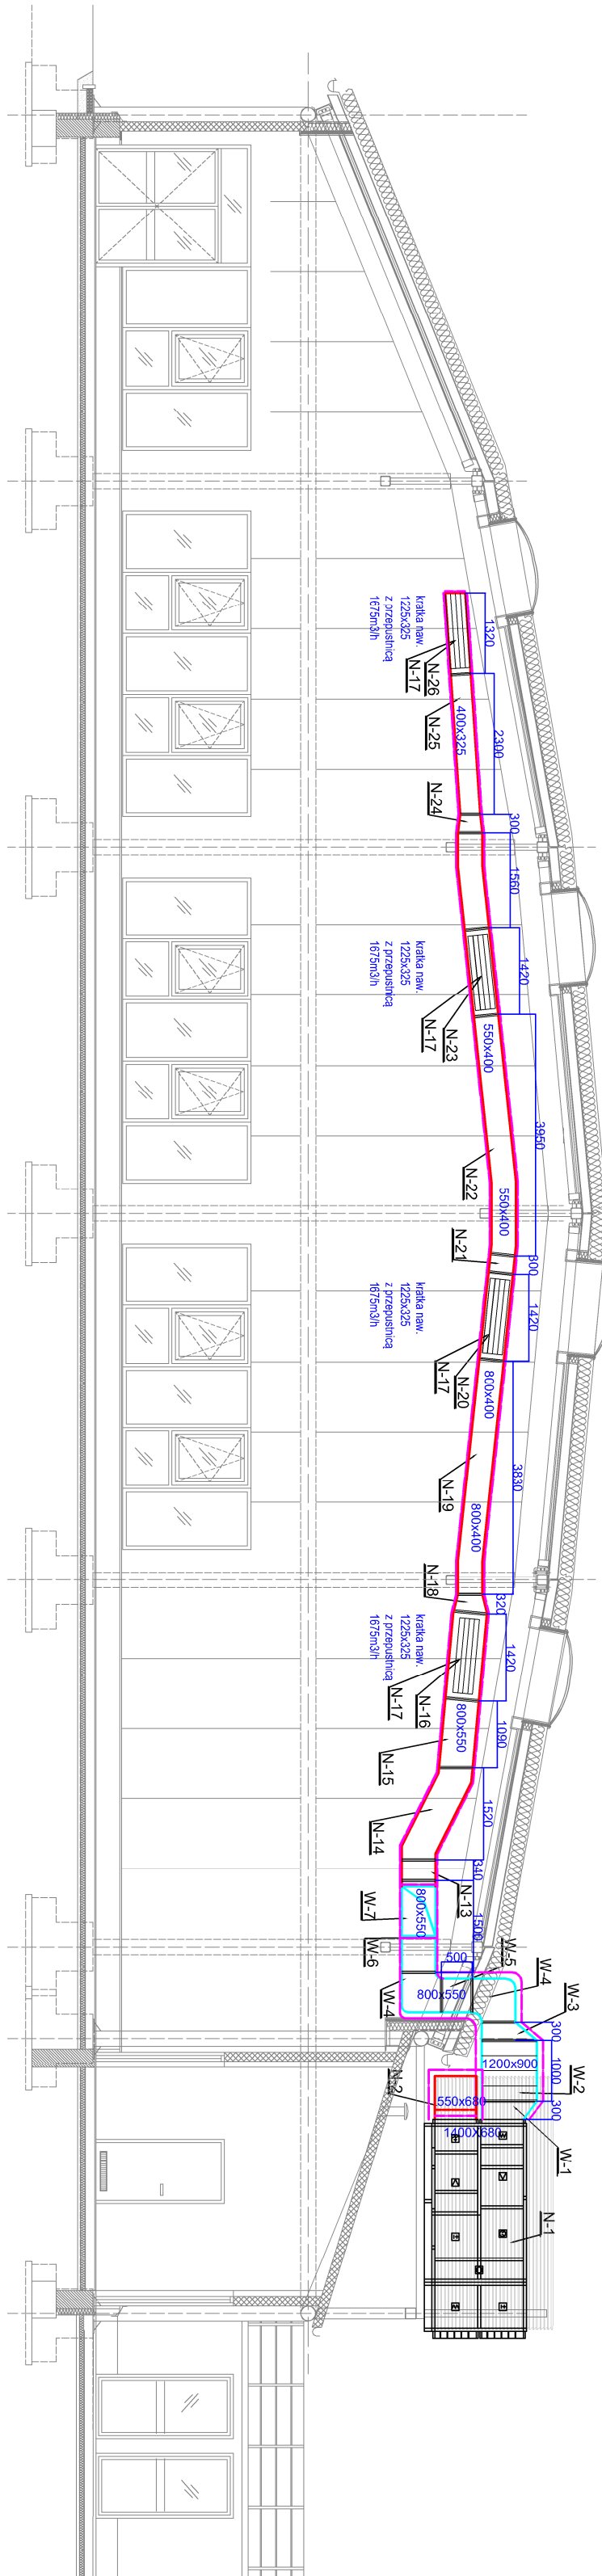 1320
kratka naw.
1225x325
z przepustnicą
1675m3/h
N-26
N-17
N-25
400x325
2300
N-24
300
1560
kratka naw.
1225x325
z przepustnicą
1675m3/h
1420
N-23
N-17
550x400
3950
N-22
550x400
N-21
300
kratka naw.
1225x325
z przepustnicą
1675m3/h
1420
N-20
N-17
800x400
3830
N-19
800x400
N-18
320
kratka naw.
1225x325
z przepustnicą
1675m3/h
1420
N-16
N-17
800x550
1090
N-15
1520
N-14
340
N-13
800x550
W-7
1500
W-6
500
W-5
800x550
W-4
W-4
W-3
300
1000
1200x900
W-2
300
N-2
550x680
W-1
1400X680
N-1